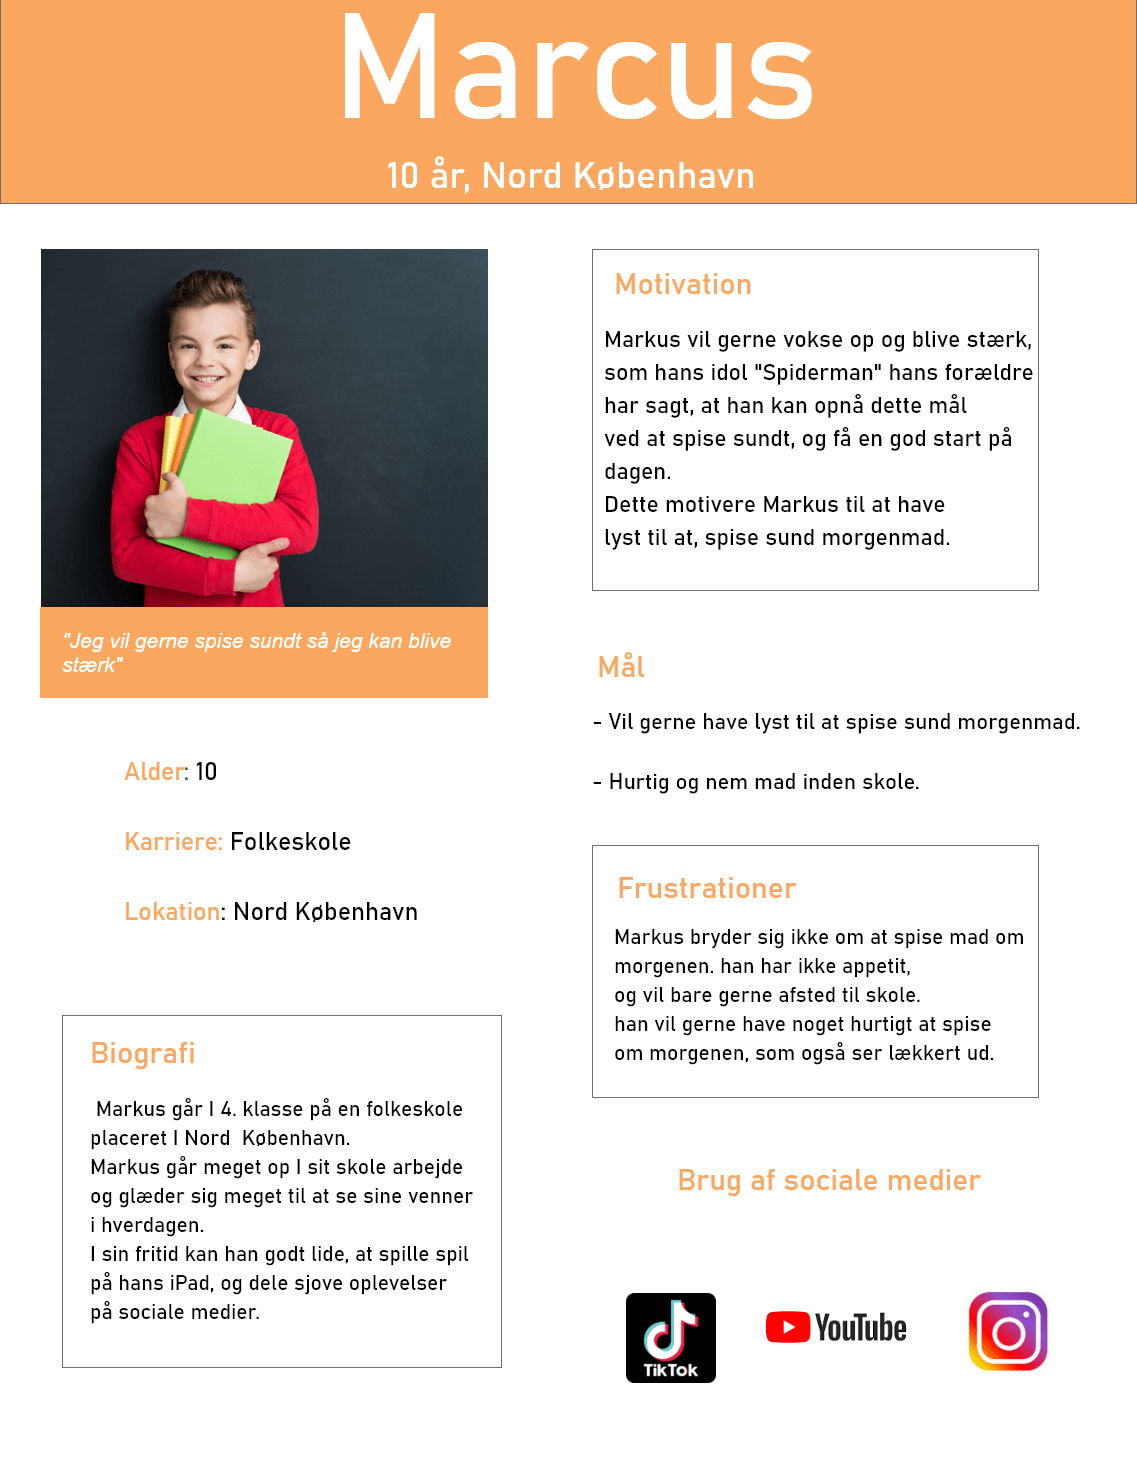 Marcus
10 år, Nord København
"Jeg vil gerne spise sundt så jeg kan blive
stærk"
Alder: 10
Karriere: Folkeskole
Lokation: Nord København
Biografi
Markus går I 4. klasse på en folkeskole
placeret I Nord  København.
Markus går meget op I sit skole arbejde
og glæder sig meget til at se sine venner
i hverdagen.
I sin fritid kan han godt lide, at spille spil
på hans iPad, og dele sjove oplevelser
på sociale medier.
Motivation
Markus vil gerne vokse op og blive stærk,
som hans idol "Spiderman" hans forældre
har sagt, at han kan opnå dette mål
ved at spise sundt, og få en god start på
dagen.
Dette motivere Markus til at have
lyst til at, spise sund morgenmad.
Mål
- Vil gerne have lyst til at spise sund morgenmad.
- Hurtig og nem mad inden skole.
Frustrationer
Markus bryder sig ikke om at spise mad om
morgenen. han har ikke appetit,
og vil bare gerne afsted til skole.
han vil gerne have noget hurtigt at spise
om morgenen, som også ser lækkert ud.
Brug af sociale medier
TikTok
YouTube